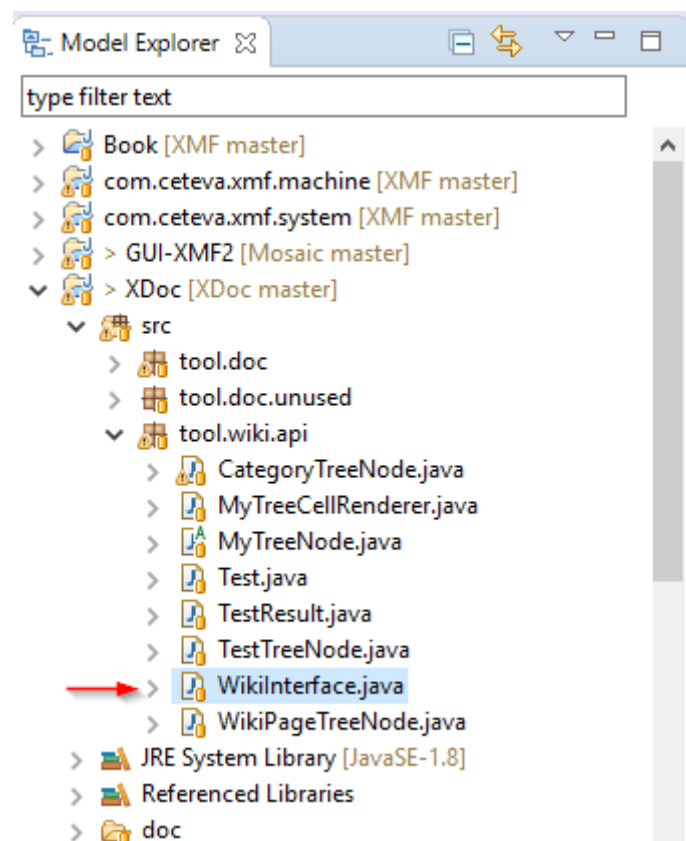 Model Explorer
type filter text
Book [XMF master]
com.ceteva.xmf.machine [XMF master]
com.ceteva.xmf.system [XMF master]
> GUI-XMF2 [Mosaic master]
> XDoc [XDoc master]
src
tool.doc
tool.doc.unused
tool.wiki.api
CategoryTreeNode.java
MyTreeCellRenderer.java
MyTreeNode.java
Test.java
TestResult.java
TestTreeNode.java
WikiInterface.java
WikiPageTreeNode.java
JRE System Library [JavaSE-1.8]
Referenced Libraries
doc